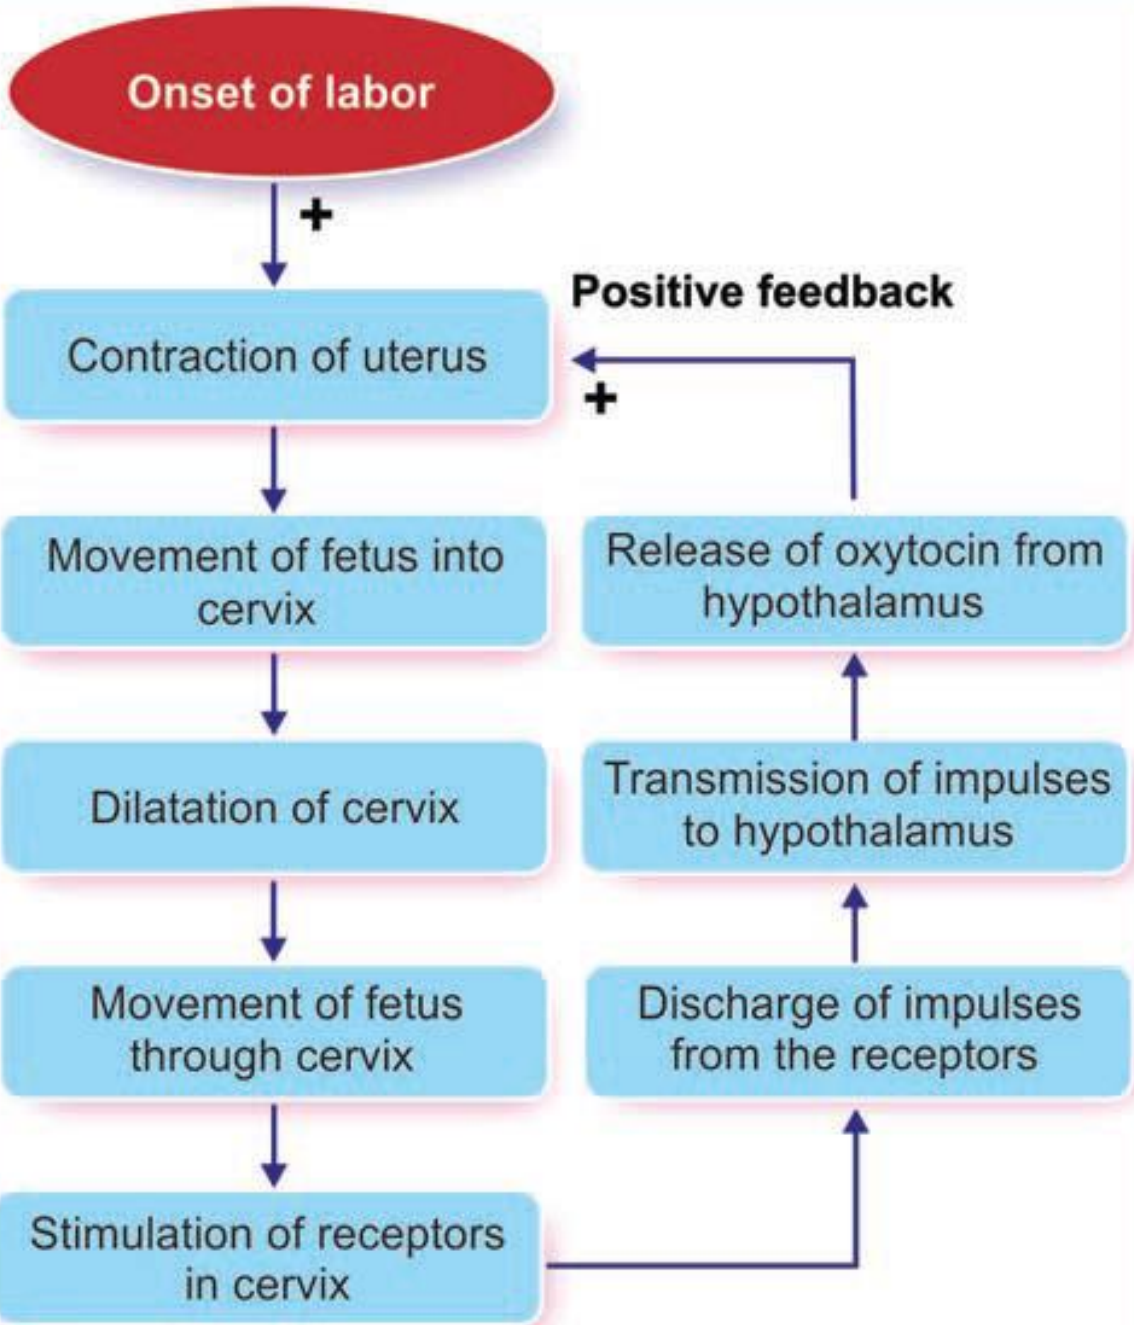 Onset of labor
+
Contraction of uterus
Movement of fetus into
cervix
Dilatation of cervix
Movement of fetus
through cervix
Stimulation of receptors
in cervix
Discharge of impulses
from the receptors
Transmission of impulses
to hypothalamus
Release of oxytocin from
hypothalamus
Positive feedback
+